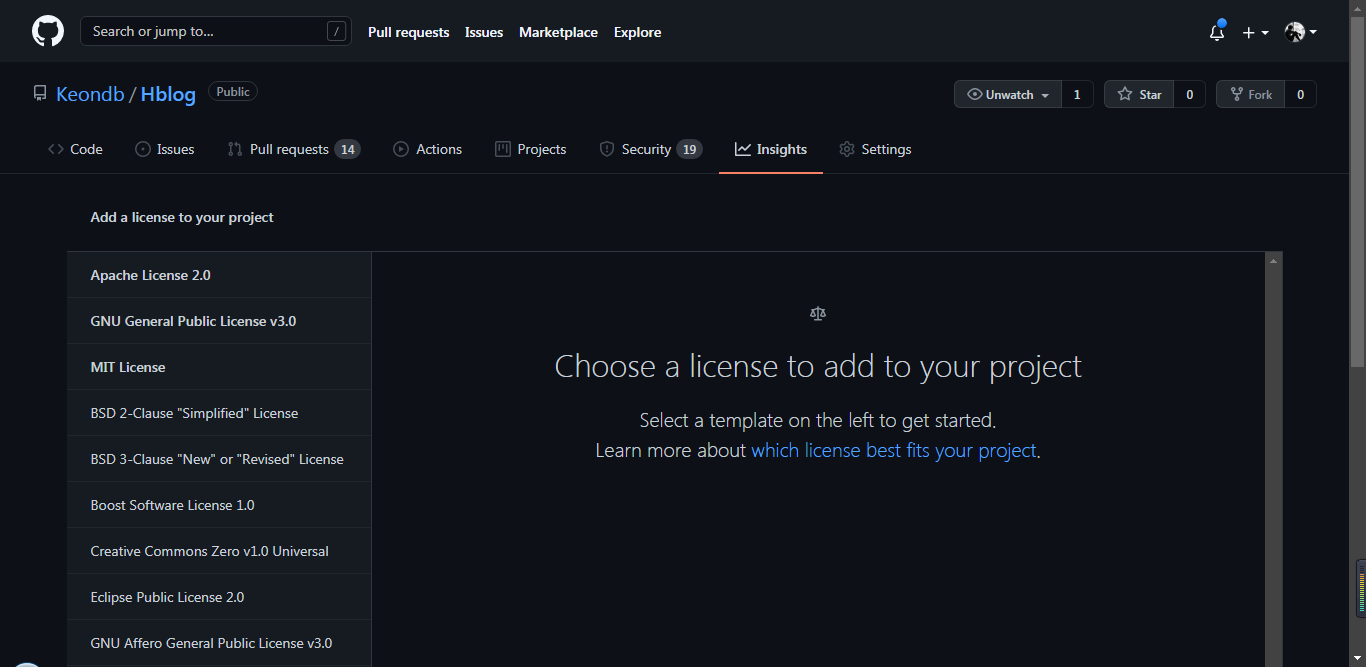 Search or jump to... /
Pull requests Issues Marketplace Explore
Keondb / Hblog Public
Unwatch 1 Star 0 Fork 0
Code Issues Pull requests 14 Actions Projects Security 19 Insights Settings
Add a license to your project
Apache License 2.0
GNU General Public License v3.0
MIT License
BSD 2-Clause "Simplified" License
BSD 3-Clause "New" or "Revised" License
Boost Software License 1.0
Creative Commons Zero v1.0 Universal
Eclipse Public License 2.0
GNU Affero General Public License v3.0
Choose a license to add to your project
Select a template on the left to get started.
Learn more about which license best fits your project.